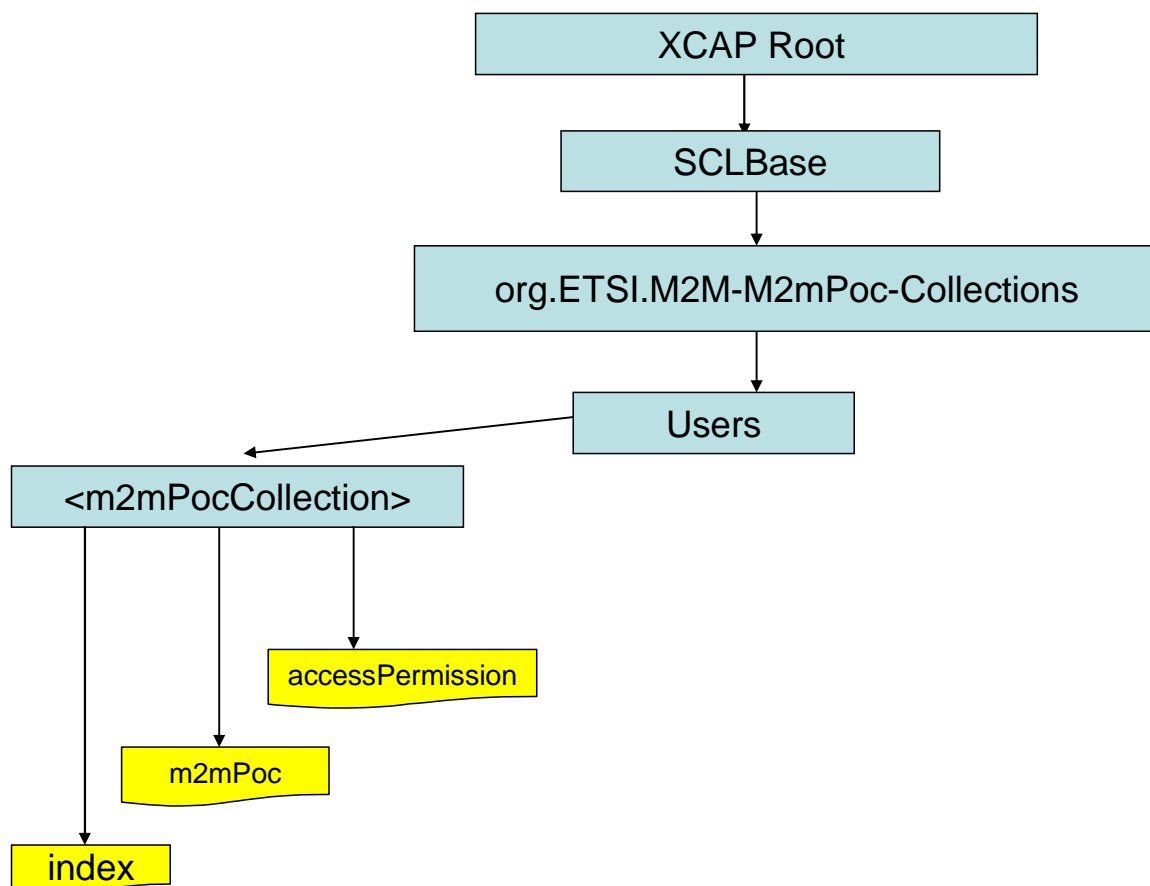 XCAP Root
SCLBase
org.ETSI.M2M-M2mPoc-Collections
Users
<m2mPocCollection>
accessPermission
m2mPoc
index